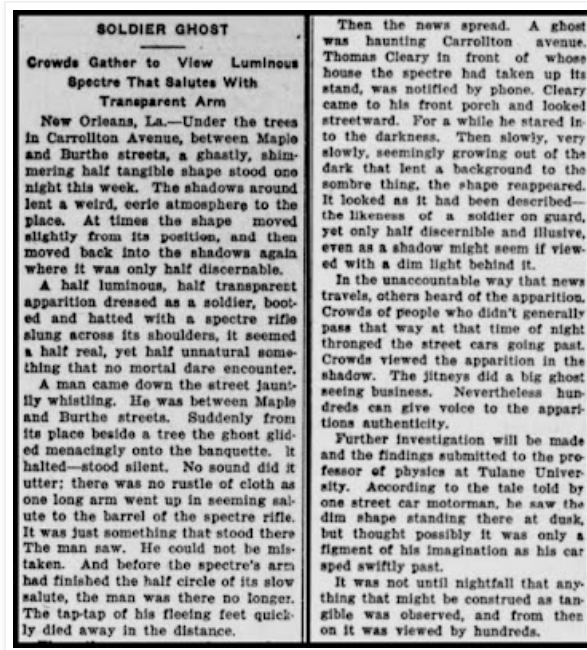 SOLDIER GHOST
Crowds Gather to View Luminous
Spectre That Salutes With
Transparent Arm
New Orleans, La.—Under the trees
in Carrollton Avenue, between Maple
and Burthe streets, a ghastly, shim-
mering half tangible shape stood one
night this week. The shadows around
lent a weird, eerie atmosphere to the
place. At times the shape moved
slightly from its position, and then
moved back into the shadows again
where it was only half discernable.
A half luminous, half transparent
apparition dressed as a soldier, boot-
ed and hatted with a spectre rifle
slung across its shoulders, it seemed
a half real, yet half unnatural some-
thing that no mortal dare encounter.
A man came down the street jaunt-
ily whistling. He was between Maple
and Burthe streets. Suddenly from
its place beside a tree the ghost glid-
ed menacingly onto the banquette. It
halted—stood silent. No sound did it
utter; there was no rustle of cloth as
one long arm went up in seeming sal-
ute to the barrel of the spectre rifle.
It was just something that stood there
The man saw. He could not be mis-
taken. And before the spectre's arm
had finished the half circle of its slow
salute, the man was there no longer.
The tap-tap of his fleeing feet quick-
ly died away in the distance.
Then the news spread. A ghost
was haunting Carrollton avenue.
Thomas Cleary in front of whose
house the spectre had taken up its
stand, was notified by phone. Cleary
came to his front porch and looked
streetward. For a while he stared in-
to the darkness. Then slowly, very
slowly, seemingly growing out of the
dark that lent a background to the
sombre thing, the shape reappeared.
It looked as it had been described—
the likeness of a soldier on guard,
yet only half discernible and illusive,
even as a shadow might seem if view-
ed with a dim light behind it.
In the unaccountable way that news
travels, others heard of the apparition.
Crowds of people who didn't generally
pass that way at that time of night
thronged the street cars going past.
Crowds viewed the apparition in the
shadow. The jitneys did a big ghost
seeing business. Nevertheless hun-
dreds can give voice to the appari-
tions authenticity.
Further investigation will be made
and the findings submitted to the pro-
fessor of physics at Tulane Univer-
sity. According to the tale told by
one street car motorman, he saw the
dim shape standing there at dusk,
but thought possibly it was only a
figment of his imagination as his car
sped swiftly past.
It was not until nightfall that any-
thing that might be construed as tan-
gible was observed, and from then
on it was viewed by hundreds.